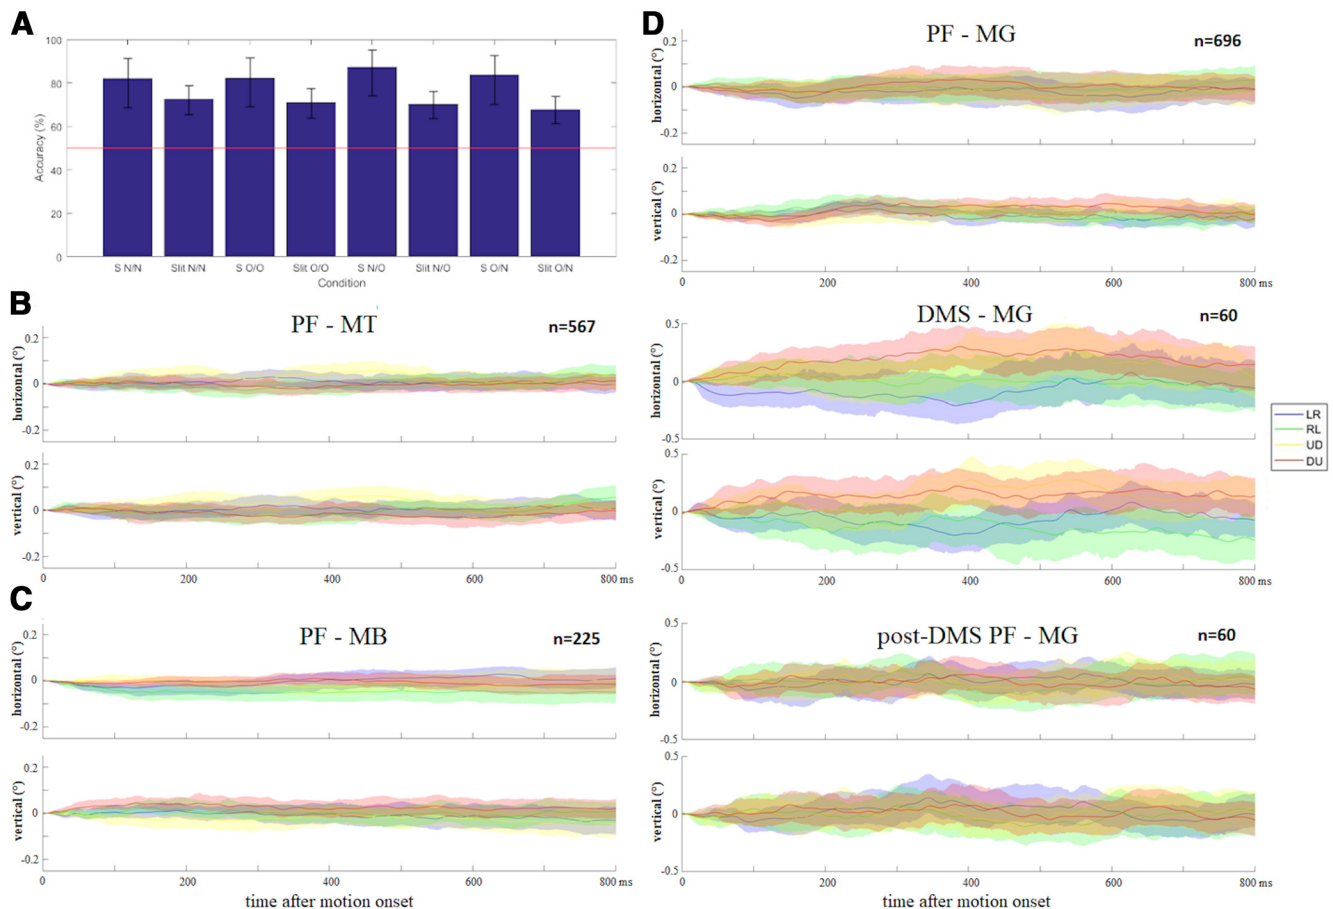 A
100
80
60
40
20
0
Accuracy (%)
S N/N Slit N/N S O/O Slit O/O S N/O Slit N/O S O/N Slit O/N
Condition
B
PF - MT
n=567
0.2
0
-0.2
horizontal (°)
0.2
0
-0.2
vertical (°)
0 200 400 600 800 ms
C
PF - MB
n=225
0.2
0
-0.2
horizontal (°)
0.2
0
-0.2
vertical (°)
0 200 400 600 800 ms
time after motion onset
D
PF - MG
n=696
0.2
0
-0.2
horizontal (°)
0.2
0
-0.2
vertical (°)
0 200 400 600 800 ms
DMS - MG
n=60
0.5
0
-0.5
horizontal (°)
0.5
0
-0.5
vertical (°)
0 200 400 600 800 ms
LR
RL
UD
DU
post-DMS PF - MG
n=60
0.5
0
-0.5
horizontal (°)
0.5
0
-0.5
vertical (°)
0 200 400 600 800 ms
time after motion onset